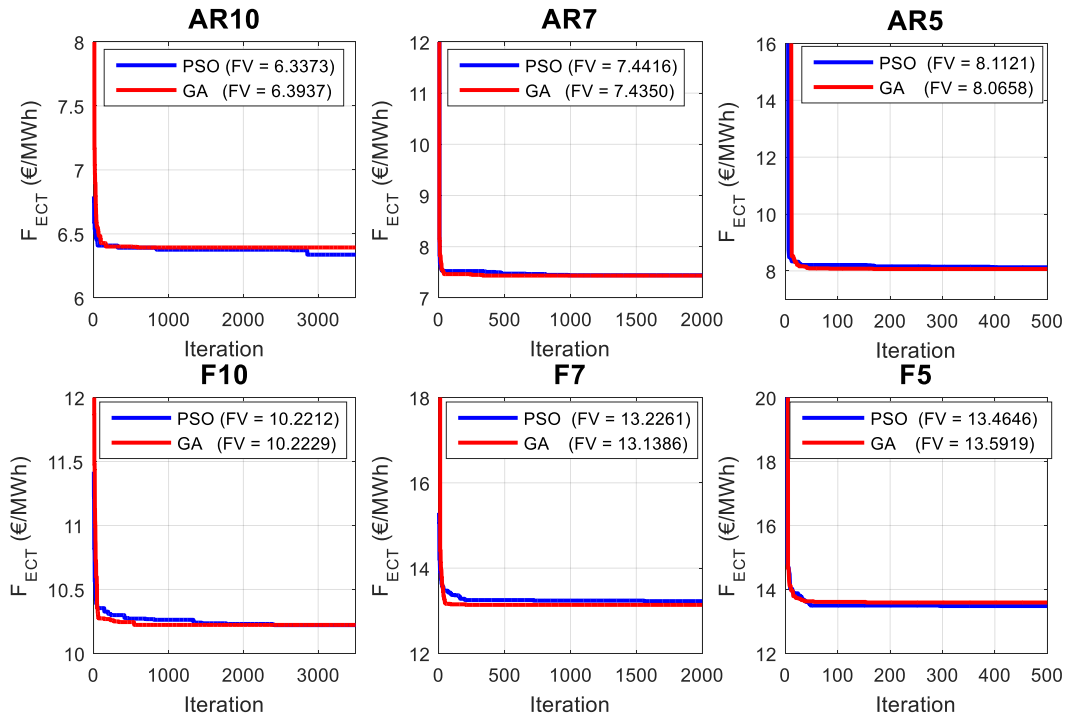 AR10
AR7
AR5
8
7.5
7
6.5
6
F_ECT (€/MWh)
PSO (FV = 6.3373)
GA (FV = 6.3937)
0 1000 2000 3000
Iteration
12
11
10
9
8
7
F_ECT (€/MWh)
PSO (FV = 7.4416)
GA (FV = 7.4350)
0 500 1000 1500 2000
Iteration
16
14
12
10
8
F_ECT (€/MWh)
PSO (FV = 8.1121)
GA (FV = 8.0658)
0 100 200 300 400 500
Iteration
F10
F7
F5
12
11.5
11
10.5
10
F_ECT (€/MWh)
PSO (FV = 10.2212)
GA (FV = 10.2229)
0 1000 2000 3000
Iteration
18
16
14
12
F_ECT (€/MWh)
PSO (FV = 13.2261)
GA (FV = 13.1386)
0 500 1000 1500 2000
Iteration
20
18
16
14
12
F_ECT (€/MWh)
PSO (FV = 13.4646)
GA (FV = 13.5919)
0 100 200 300 400 500
Iteration